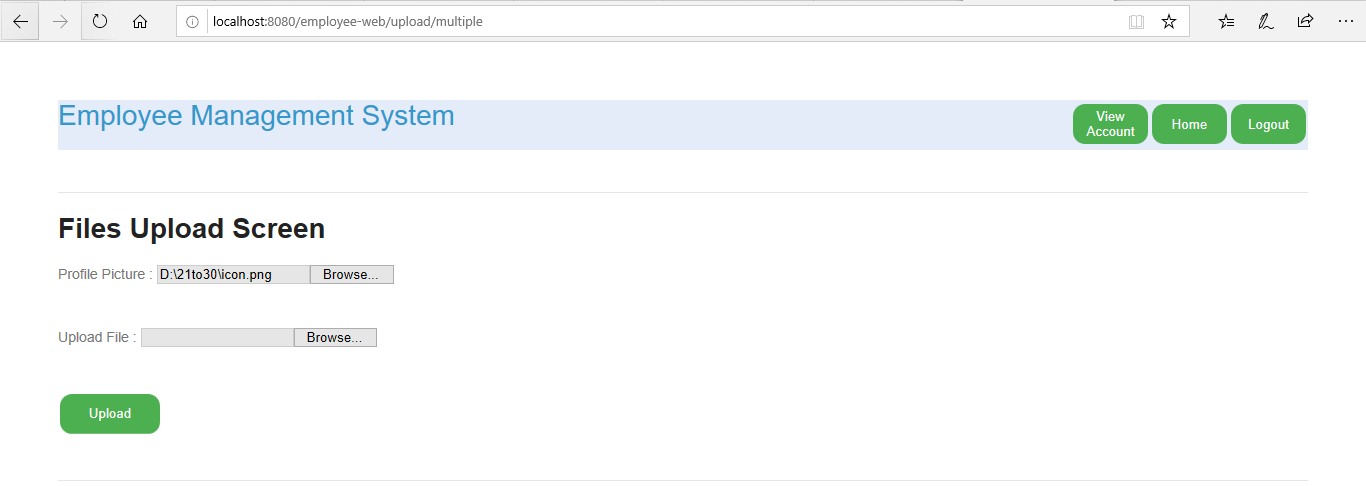 localhost:8080/employee-web/upload/multiple
Employee Management System
View
Account
Home
Logout
Files Upload Screen
Profile Picture : D:\21to30\icon.png Browse...
Upload File : Browse...
Upload